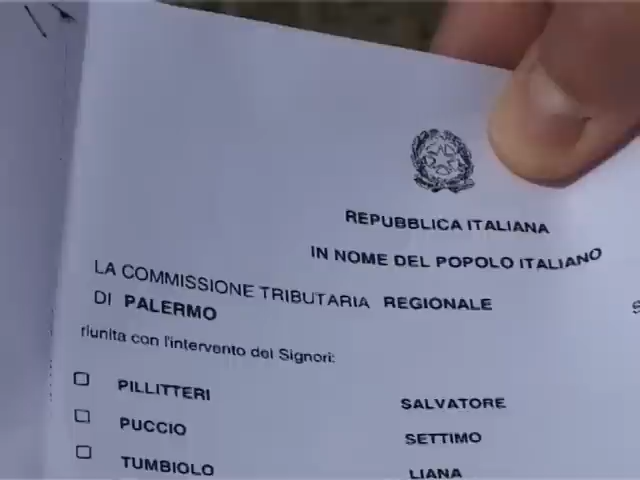 REPUBBLICA ITALIANA
IN NOME DEL POPOLO ITALIANO
LA COMMISSIONE TRIBUTARIA REGIONALE
DI PALERMO
riunita con l'intervento dei Signori:
PILLITTERI SALVATORE
PUCCIO SETTIMO
TUMBIOLO LIANA